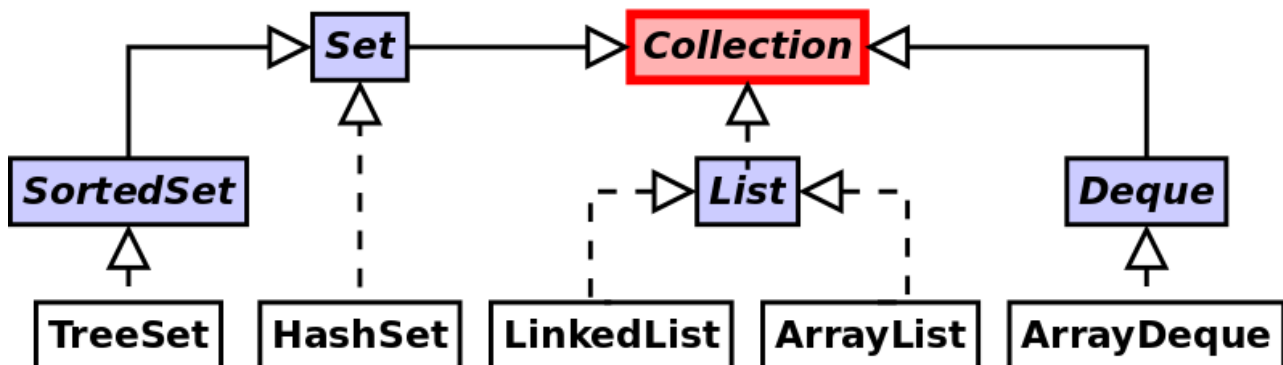 Set
Collection
SortedSet
List
Deque
TreeSet
HashSet
LinkedList
ArrayList
ArrayDeque